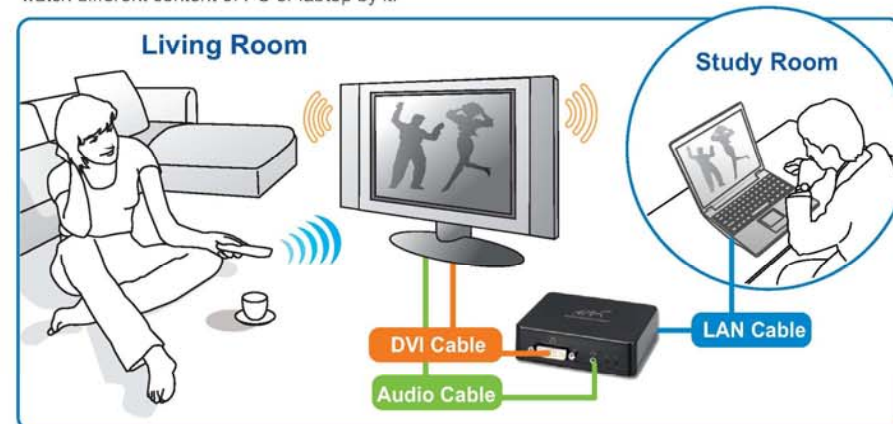 Living Room
Study Room
DVI Cable
LAN Cable
Audio Cable